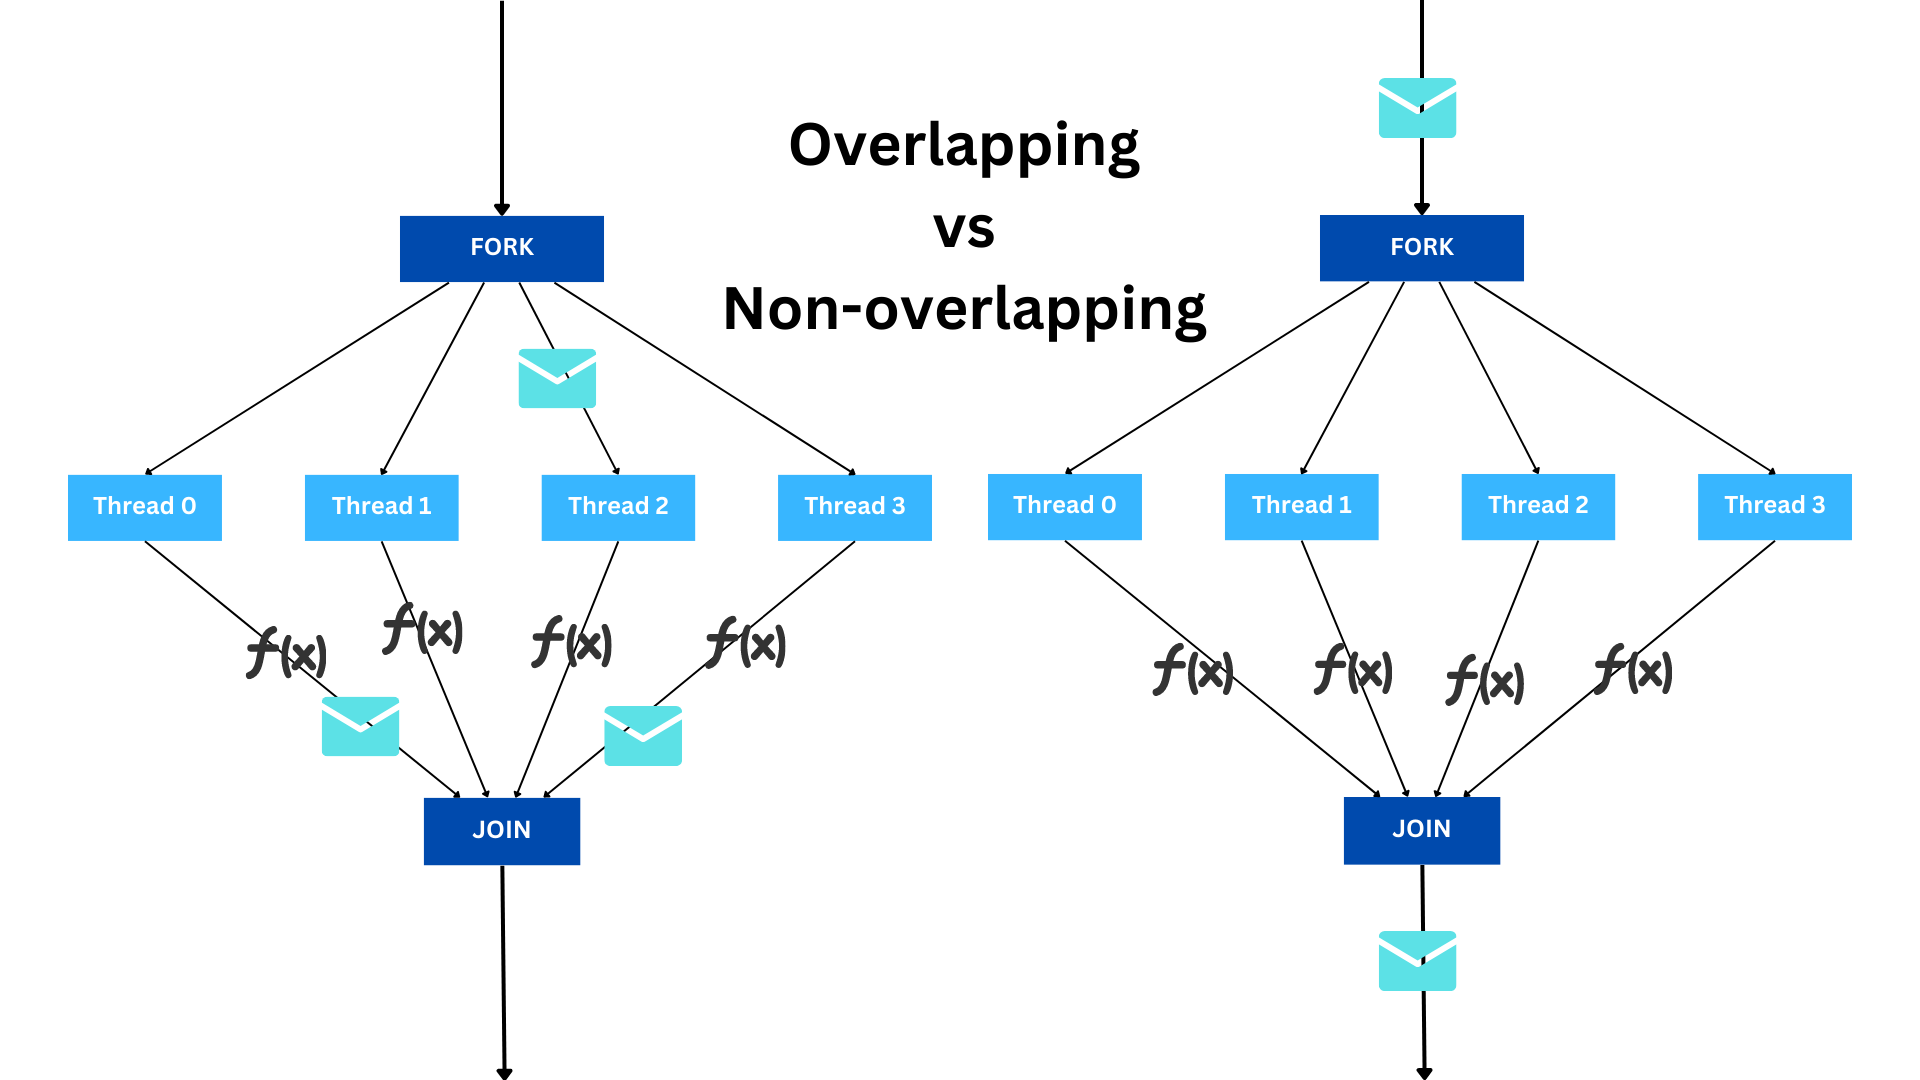 Overlapping
vs
Non-overlapping
FORK
Thread 0
Thread 1
Thread 2
Thread 3
f(x)
f(x)
f(x)
f(x)
JOIN
FORK
Thread 0
Thread 1
Thread 2
Thread 3
f(x)
f(x)
f(x)
f(x)
JOIN